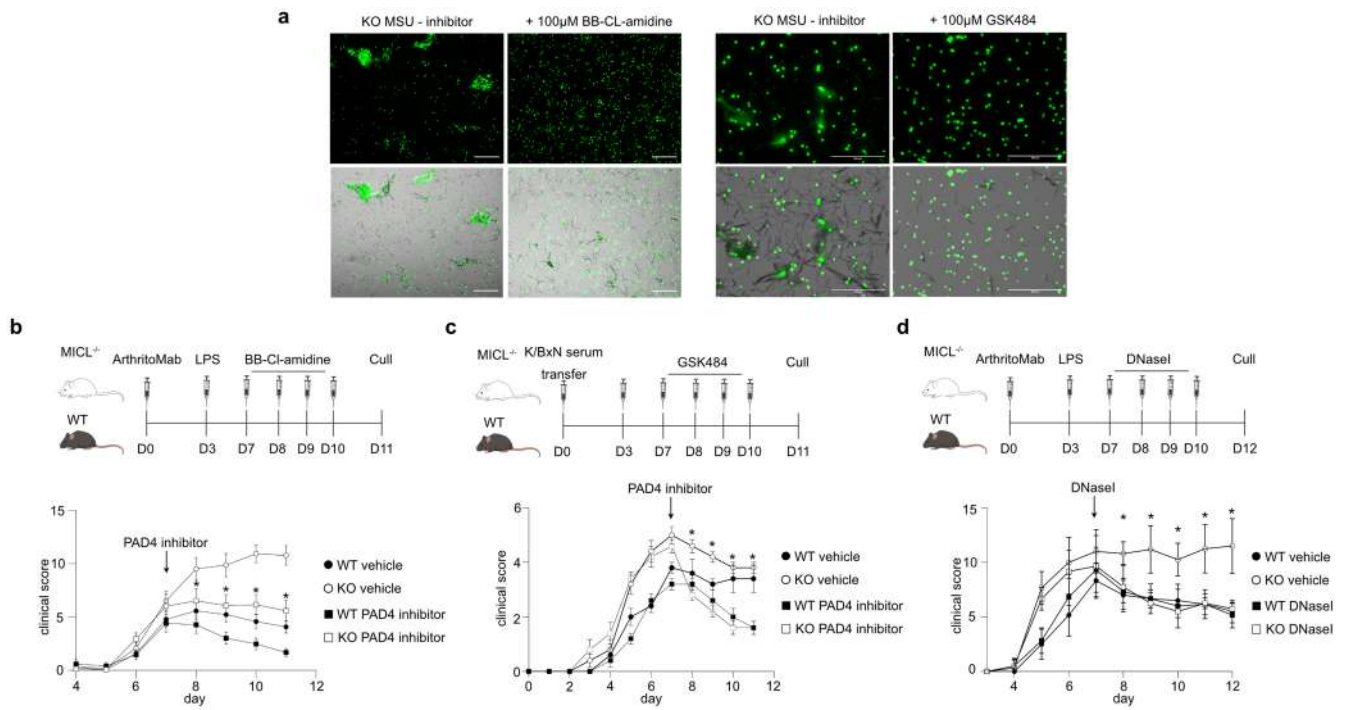 a
KO MSU - inhibitor
+ 100µM BB-CL-amidine
KO MSU - inhibitor
+ 100µM GSK484
b
MICL-/-
ArthritoMab
LPS
BB-Cl-amidine
Cull
WT
D0
D3
D7
D8
D9
D10
D11
15
10
5
0
clinical score
PAD4 inhibitor
* * * *
4
6
8
10
12
day
WT vehicle
KO vehicle
WT PAD4 inhibitor
KO PAD4 inhibitor
c
MICL-/-
K/BxN serum
transfer
GSK484
Cull
WT
D0
D3
D7
D8
D9
D10
D11
PAD4 inhibitor
6
4
2
0
clinical score
* * * *
0
2
4
6
8
10
12
day
WT vehicle
KO vehicle
WT PAD4 inhibitor
KO PAD4 inhibitor
d
MICL-/-
ArthritoMab
LPS
DNaseI
Cull
WT
D0
D3
D7
D8
D9
D10
D12
DNaseI
15
10
5
0
clinical score
* * * * *
4
6
8
10
12
day
WT vehicle
KO vehicle
WT DNaseI
KO DNaseI